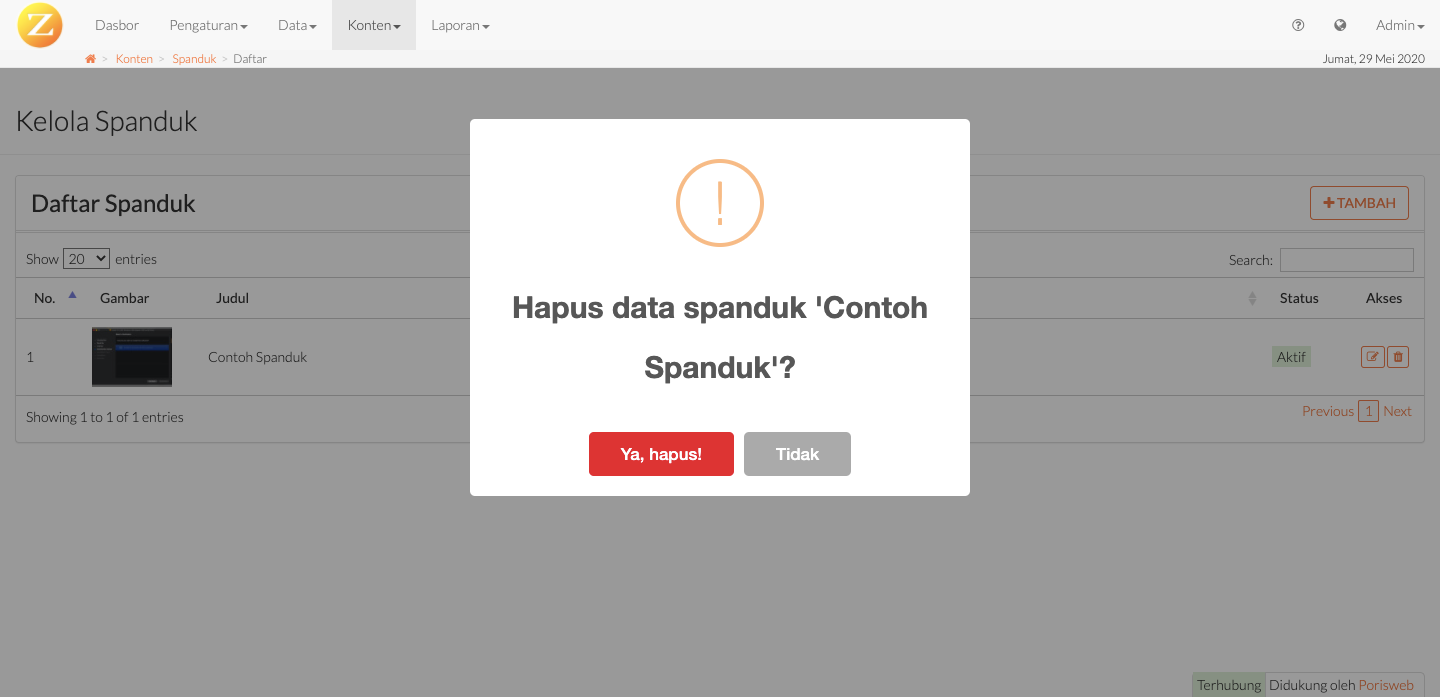 Z Dasbor Pengaturan Data Konten Laporan Admin
> Konten > Spanduk > Daftar Jumat, 29 Mei 2020
Kelola Spanduk
Daftar Spanduk TAMBAH
Show 20 entries Search:
No. Gambar Judul Status Akses
1 Contoh Spanduk Aktif
Showing 1 to 1 of 1 entries Previous 1 Next
!
Hapus data spanduk 'Contoh
Spanduk'?
Ya, hapus! Tidak
Terhubung Didukung oleh Porisweb